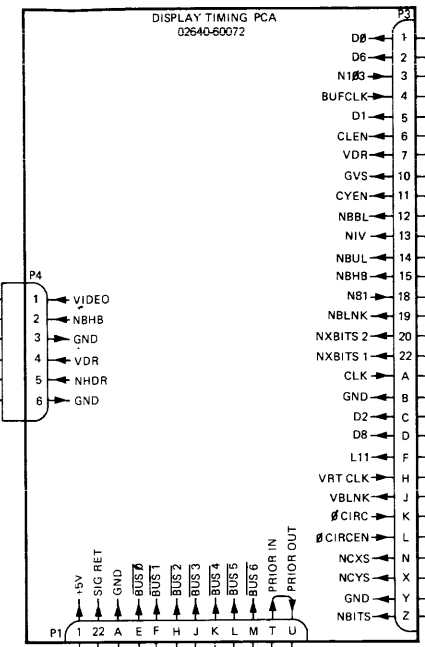 DISPLAY TIMING PCA
02640-60072
P3
DØ 1
D6 2
N1Ø3 3
BUFCLK 4
D1 5
CLEN 6
VDR 7
GVS 10
CYEN 11
NBBL 12
NIV 13
NBUL 14
NBHB 15
N81 18
NBLNK 19
NXBITS 2 20
NXBITS 1 22
CLK A
GND B
D2 C
D8 D
L11 F
VRT CLK H
VBLNK J
ØCIRC K
ØCIRCEN L
NCXS N
NCYS X
GND Y
NBITS Z
P4
1 VIDEO
2 NBHB
3 GND
4 VDR
5 NHDR
6 GND
+5V
SIG RET
GND
BUS Ø
BUS 1
BUS 2
BUS 3
BUS 4
BUS 5
BUS 6
PRIOR IN
PRIOR OUT
P1 1 22 A E F H J K L M T U